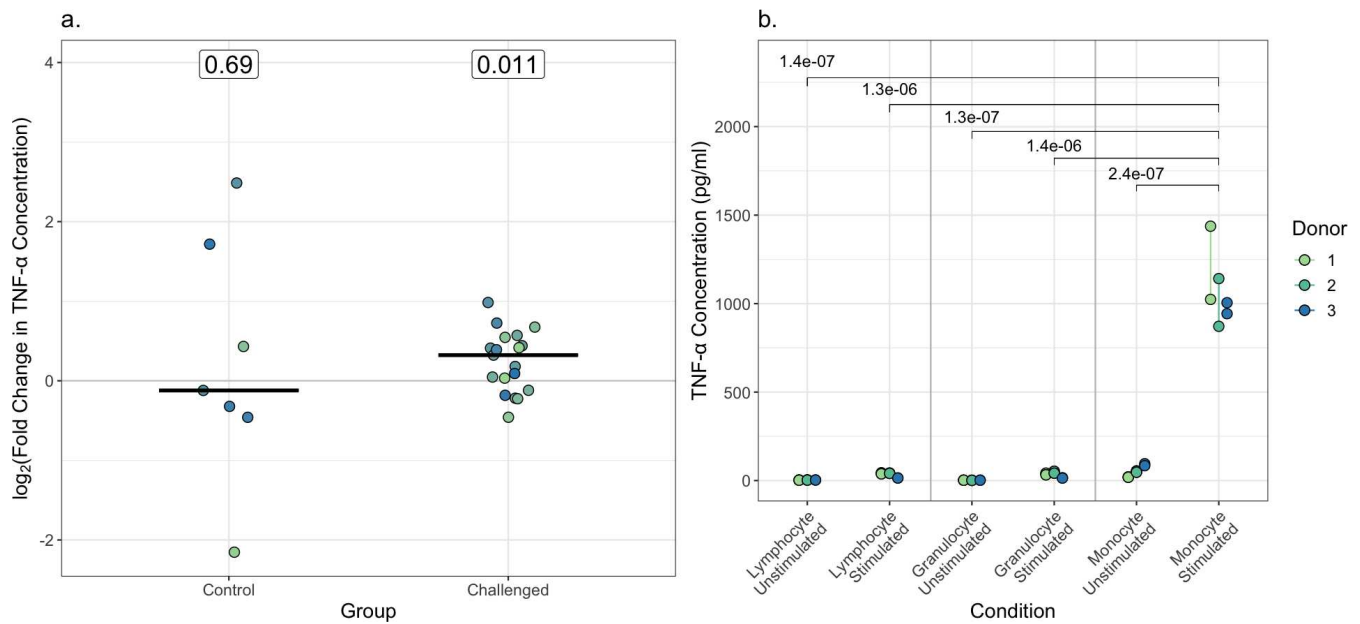 a.
log2(Fold Change in TNF-α Concentration)
4
2
0
-2
0.69
0.011
Control
Challenged
Group
b.
TNF-α Concentration (pg/ml)
2000
1500
1000
500
0
1.4e-07
1.3e-06
1.3e-07
1.4e-06
2.4e-07
Lymphocyte
Unstimulated
Lymphocyte
Stimulated
Granulocyte
Unstimulated
Granulocyte
Stimulated
Monocyte
Unstimulated
Monocyte
Stimulated
Condition
Donor
1
2
3